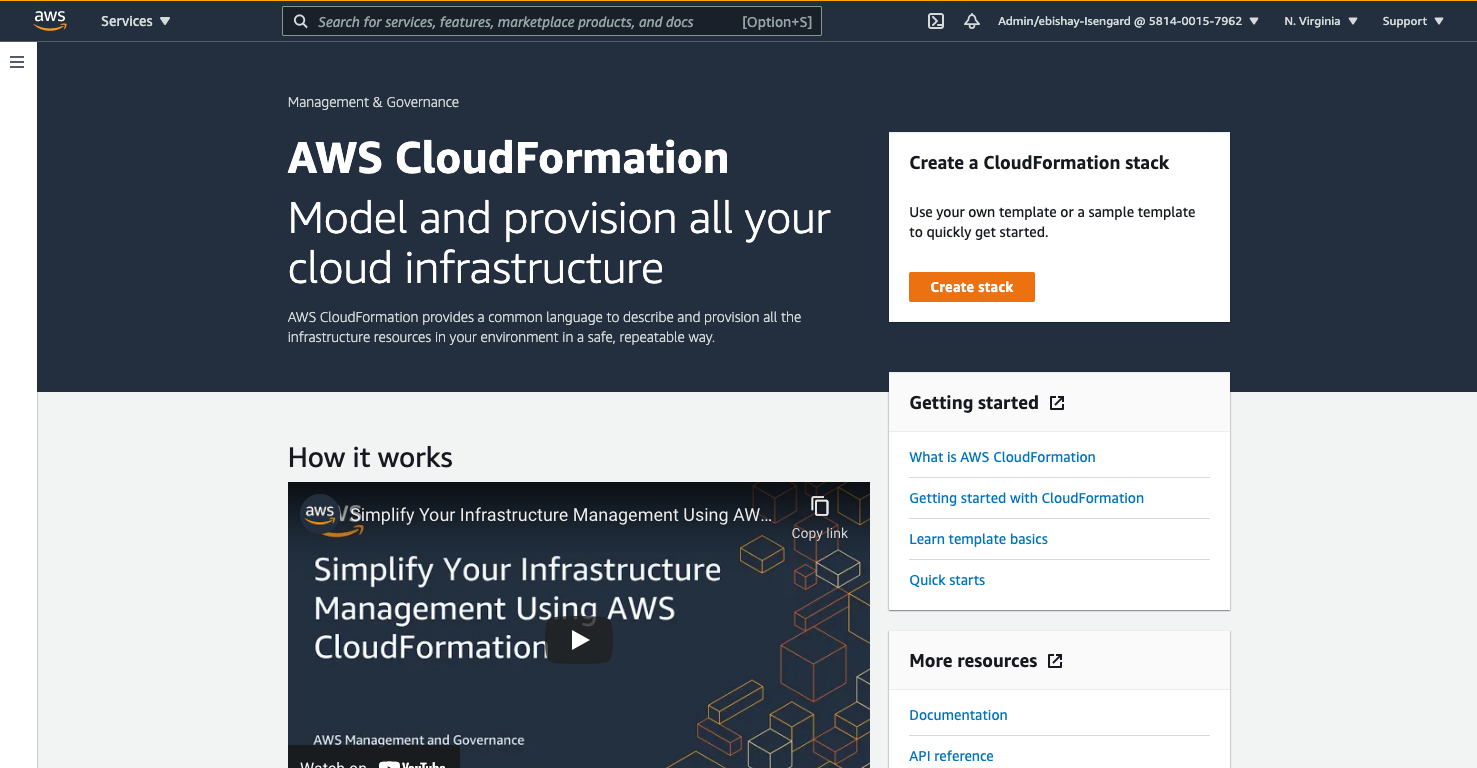 aws
Services
Search for services, features, marketplace products, and docs
[Option+S]
Admin/ebishay-Isengard @ 5814-0015-7962
N. Virginia
Support
Management & Governance
AWS CloudFormation
Model and provision all your
cloud infrastructure
AWS CloudFormation provides a common language to describe and provision all the
infrastructure resources in your environment in a safe, repeatable way.
Create a CloudFormation stack
Use your own template or a sample template
to quickly get started.
Create stack
Getting started
What is AWS CloudFormation
Getting started with CloudFormation
Learn template basics
Quick starts
How it works
aws
Simplify Your Infrastructure Management Using AW...
Copy link
Simplify Your Infrastructure
Management Using AWS
CloudFormation
AWS Management and Governance
Watch on YouTube
More resources
Documentation
API reference